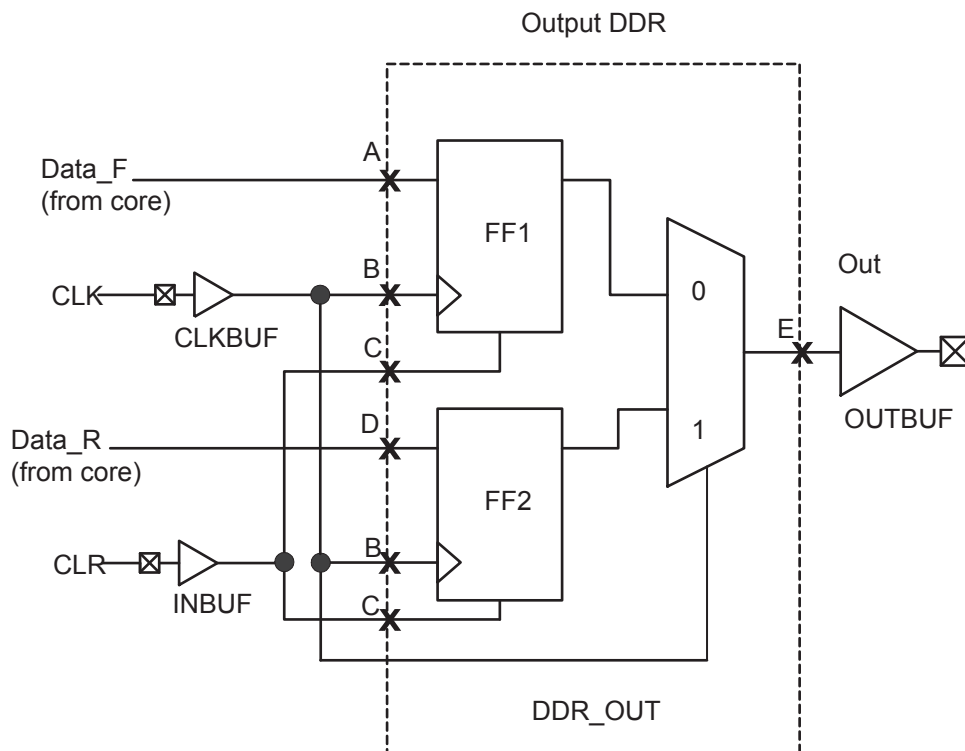 Output DDR
A
Data_F
(from core)
FF1
B
CLK
CLKBUF
0
Out
E
C
OUTBUF
D
Data_R
(from core)
1
FF2
B
CLR
INBUF
C
DDR_OUT